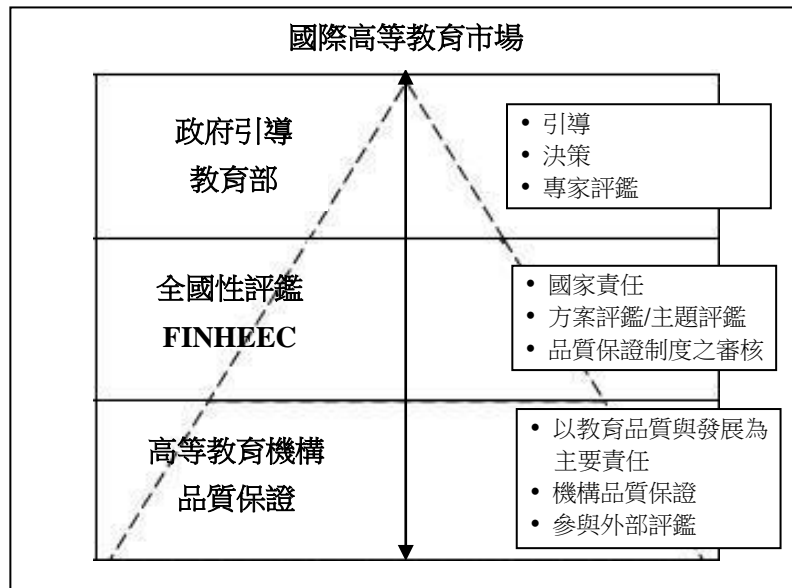 國際高等教育市場
政府引導
教育部
• 引導
• 決策
• 專家評鑑
全國性評鑑
FINHEEC
• 國家責任
• 方案評鑑/主題評鑑
• 品質保證制度之審核
高等教育機構
品質保證
• 以教育品質與發展為
主要責任
• 機構品質保證
• 參與外部評鑑